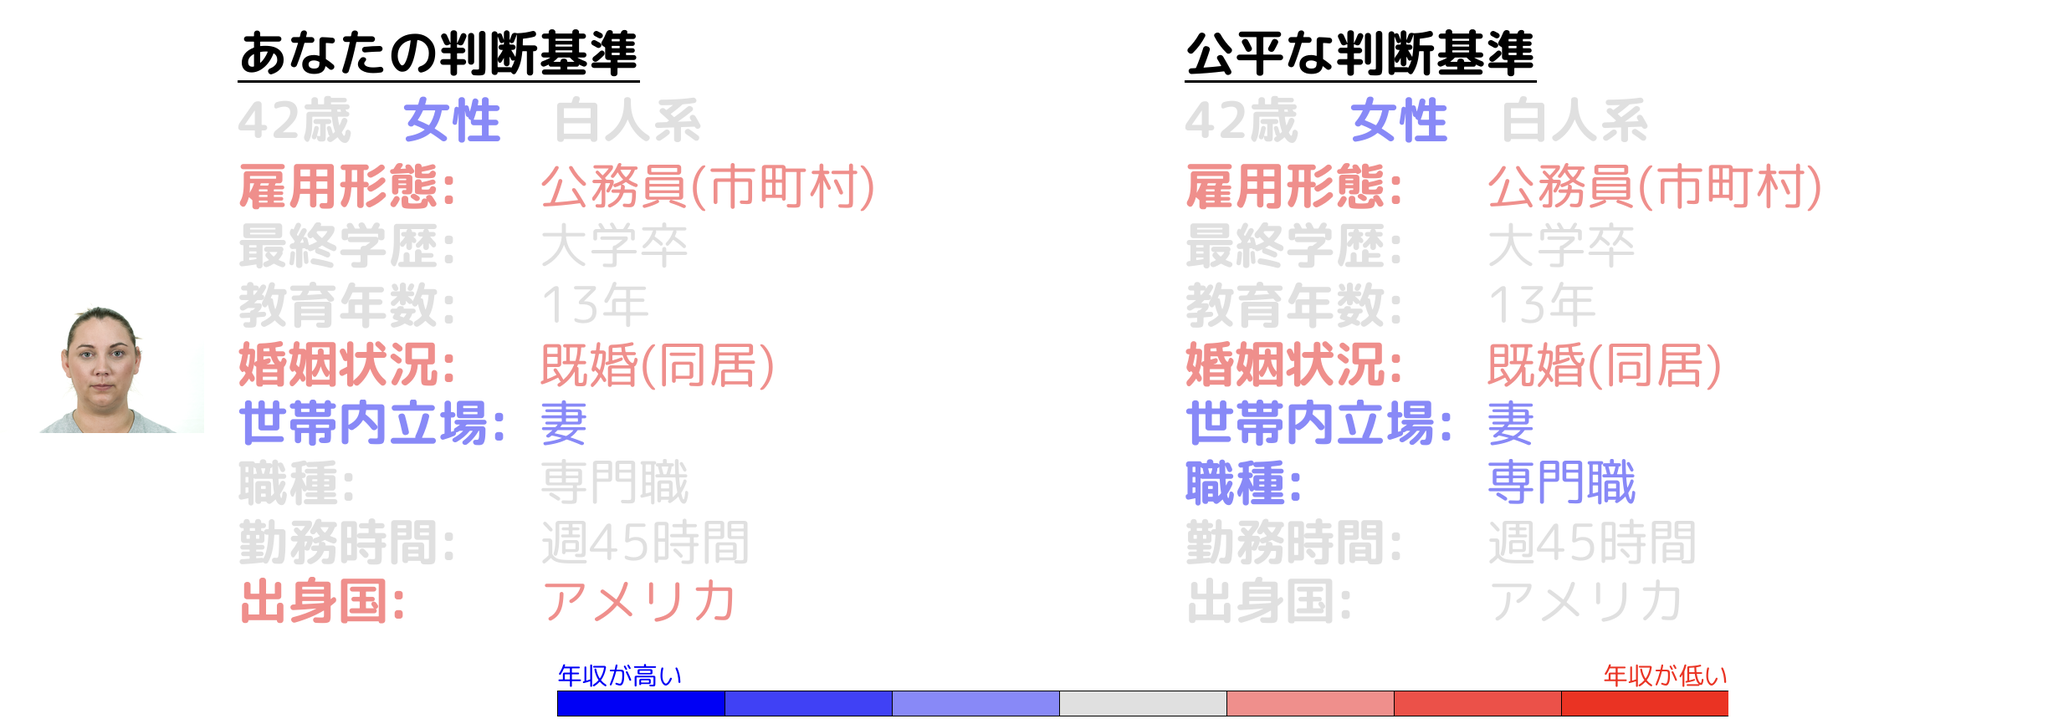 あなたの判断基準
42歳 女性 白人系
雇用形態: 公務員(市町村)
最終学歴: 大学卒
教育年数: 13年
婚姻状況: 既婚(同居)
世帯内立場: 妻
職種: 専門職
勤務時間: 週45時間
出身国: アメリカ
公平な判断基準
42歳 女性 白人系
雇用形態: 公務員(市町村)
最終学歴: 大学卒
教育年数: 13年
婚姻状況: 既婚(同居)
世帯内立場: 妻
職種: 専門職
勤務時間: 週45時間
出身国: アメリカ
年収が高い
年収が低い